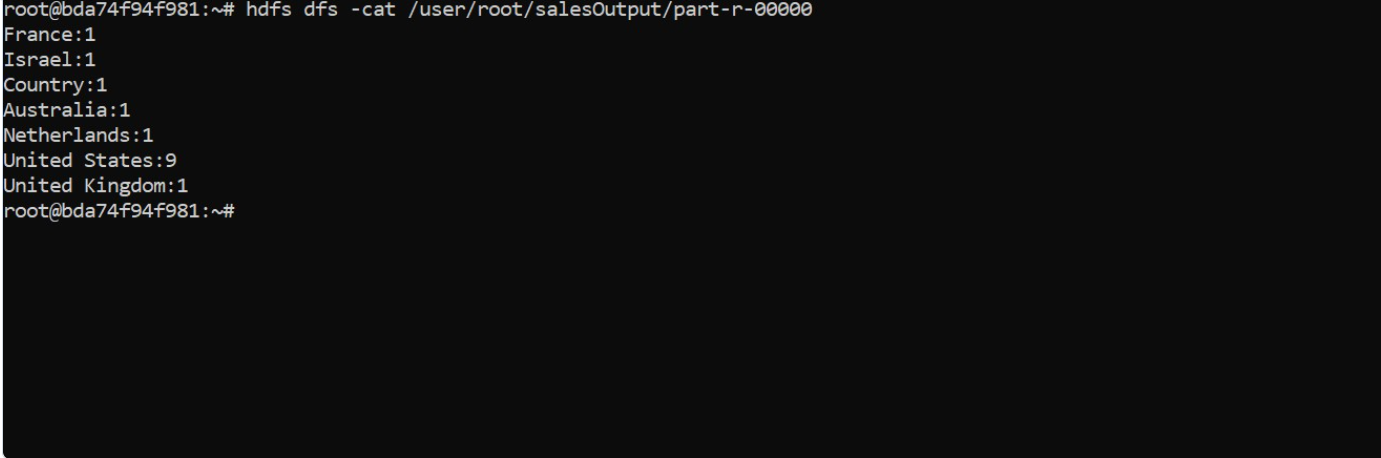 root@bda74f94f981:~# hdfs dfs -cat /user/root/salesOutput/part-r-00000
France:1
Israel:1
Country:1
Australia:1
Netherlands:1
United States:9
United Kingdom:1
root@bda74f94f981:~#